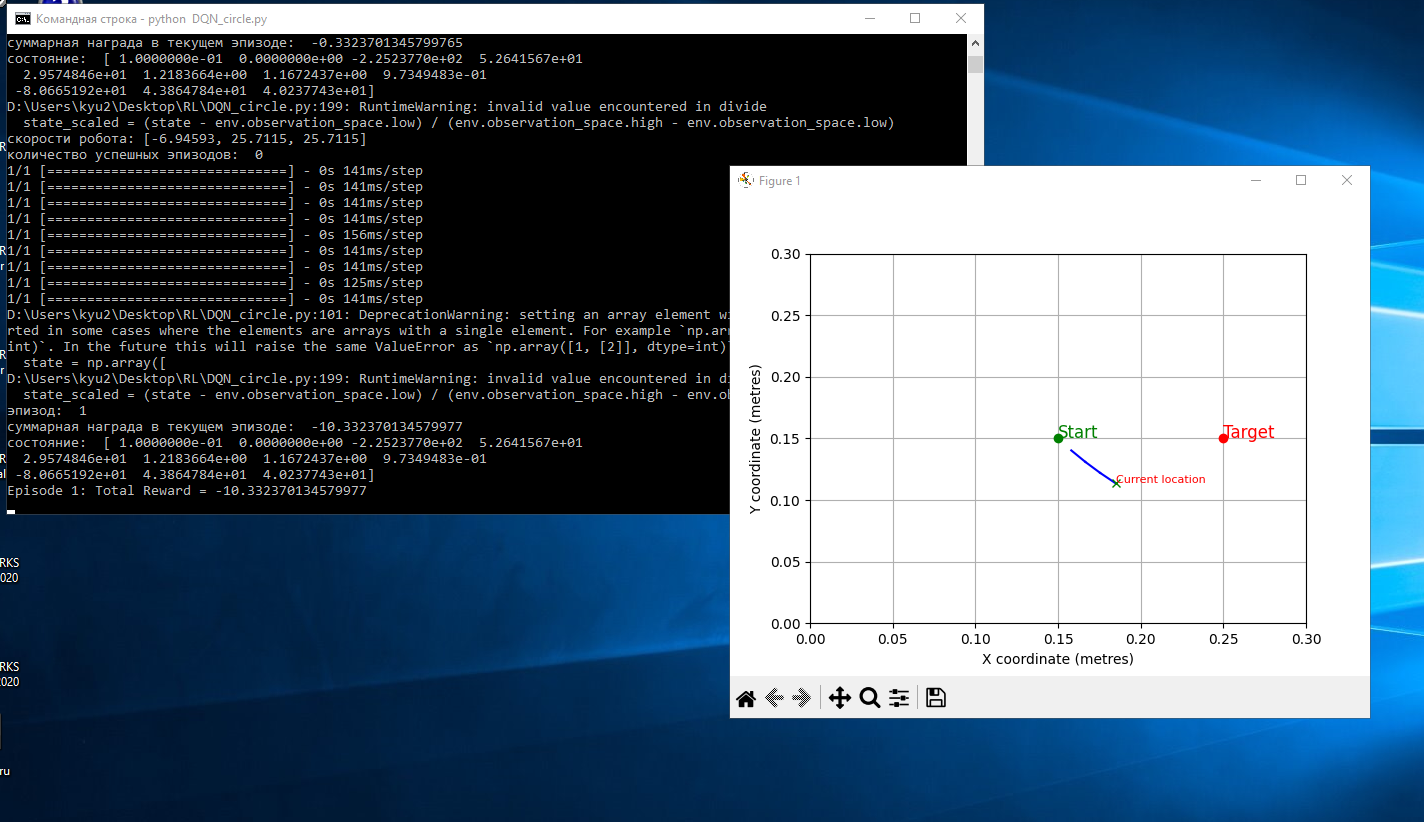 Командная строка - python DQN_circle.py
суммарная награда в текущем эпизоде:  -0.3323701345799765
состояние:  [ 1.0000000e-01  0.0000000e+00 -2.2523770e+02  5.2641567e+01
  2.9574846e+01  1.2183664e+00  1.1672437e+00  9.7349483e-01
 -8.0665192e+01  4.3864784e+01  4.0237743e+01]
D:\Users\kyu2\Desktop\RL\DQN_circle.py:199: RuntimeWarning: invalid value encountered in divide
  state_scaled = (state - env.observation_space.low) / (env.observation_space.high - env.observation_space.low)
скорости робота: [-6.94593, 25.7115, 25.7115]
количество успешных эпизодов:  0
1/1 [==============================] - 0s 141ms/step
1/1 [==============================] - 0s 141ms/step
1/1 [==============================] - 0s 141ms/step
1/1 [==============================] - 0s 141ms/step
1/1 [==============================] - 0s 156ms/step
1/1 [==============================] - 0s 141ms/step
1/1 [==============================] - 0s 141ms/step
1/1 [==============================] - 0s 125ms/step
1/1 [==============================] - 0s 141ms/step
D:\Users\kyu2\Desktop\RL\DQN_circle.py:101: DeprecationWarning: setting an array element
rted in some cases where the elements are arrays with a single element. For example
int)`. In the future this will raise the same ValueError as `np.array([1, [2]], dtype=int)
  state = np.array([
D:\Users\kyu2\Desktop\RL\DQN_circle.py:199: RuntimeWarning: invalid value encountered in
  state_scaled = (state - env.observation_space.low) / (env.observation_space.high -
эпизод:  1
суммарная награда в текущем эпизоде:  -10.332370134579977
состояние:  [ 1.0000000e-01  0.0000000e+00 -2.2523770e+02  5.2641567e+01
  2.9574846e+01  1.2183664e+00  1.1672437e+00  9.7349483e-01
 -8.0665192e+01  4.3864784e+01  4.0237743e+01]
Episode 1: Total Reward = -10.332370134579977
Figure 1
0.30
0.25
0.20
0.15
0.10
0.05
0.00
Y coordinate (metres)
Start
Target
Current location
0.00 0.05 0.10 0.15 0.20 0.25 0.30
X coordinate (metres)
RKS
020
RKS
2020
ru